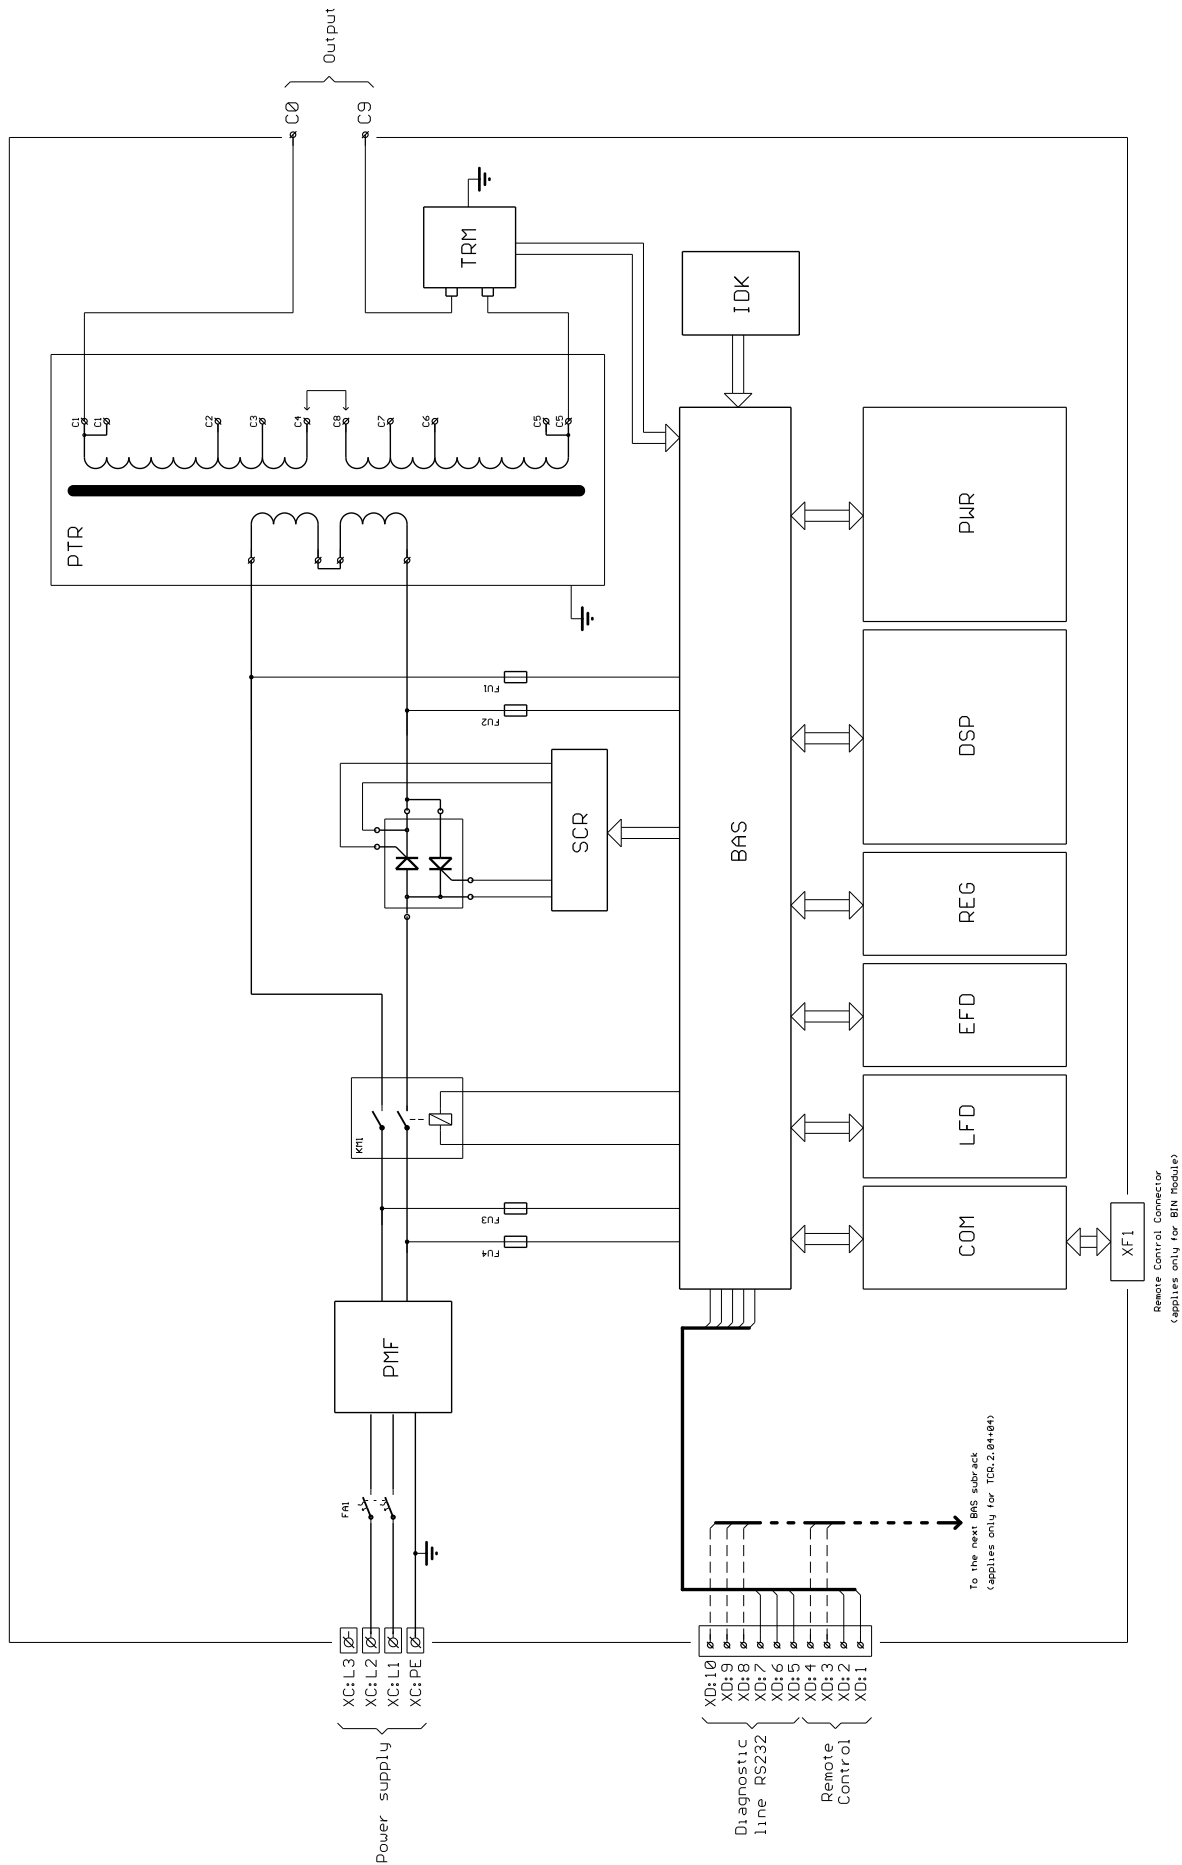 Output
C0
C9
TRM
IDK
C1
C1
C2
C3
C4
C8
C7
C6
C5
C5
PTR
PWR
FU1
FU2
DSP
SCR
BAS
REG
EFD
KM1
LFD
FU3
FU4
COM
XF1
Remote Control Connector
(applies only for BIN Module)
PMF
FA1
To the next BAS subrack
(applies only for TCR.2.04+04)
XC:L3
XC:L2
XC:L1
XC:PE
Power supply
XD:10
XD:9
XD:8
XD:7
XD:6
XD:5
XD:4
XD:3
XD:2
XD:1
Diagnostic
line RS232
Remote
Control